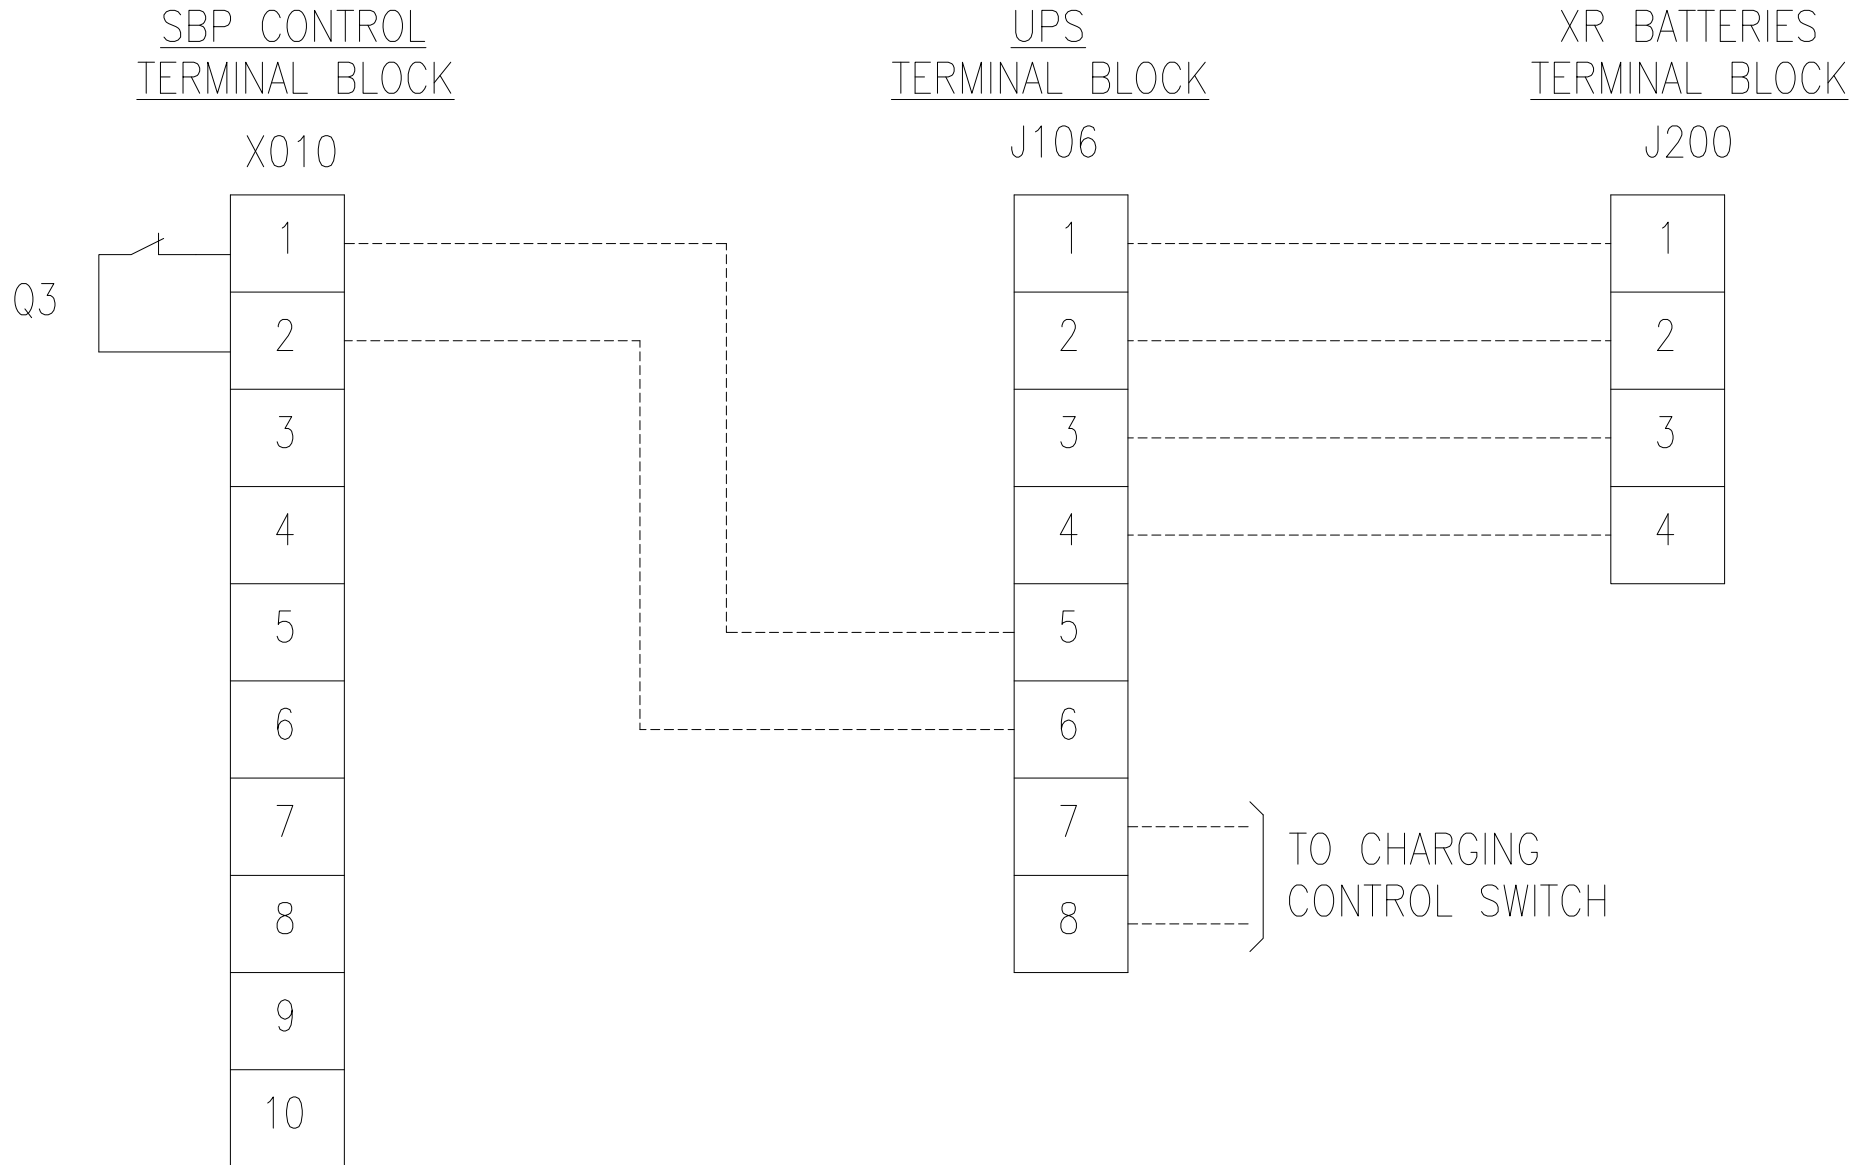 SBP CONTROL
TERMINAL BLOCK
X010
Q3
1
2
3
4
5
6
7
8
9
10
UPS
TERMINAL BLOCK
J106
1
2
3
4
5
6
7
8
TO CHARGING
CONTROL SWITCH
XR BATTERIES
TERMINAL BLOCK
J200
1
2
3
4